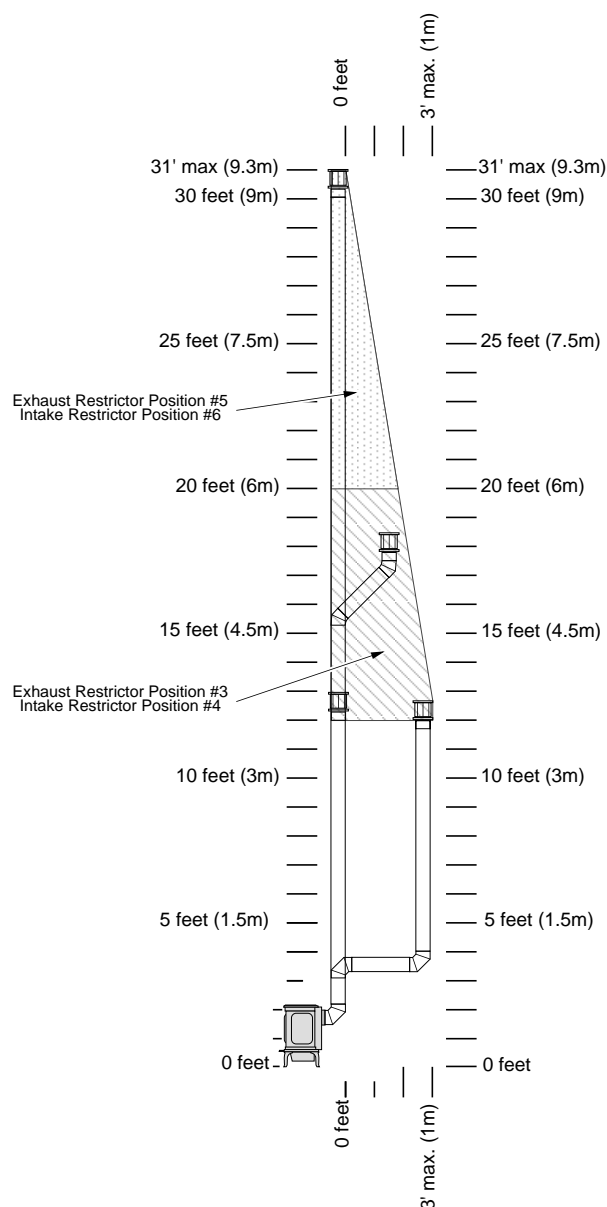 0 feet
3' max. (1m)
31' max (9.3m)
31' max (9.3m)
30 feet (9m)
30 feet (9m)
25 feet (7.5m)
25 feet (7.5m)
Exhaust Restrictor Position #5
Intake Restrictor Position #6
20 feet (6m)
20 feet (6m)
15 feet (4.5m)
15 feet (4.5m)
Exhaust Restrictor Position #3
Intake Restrictor Position #4
10 feet (3m)
10 feet (3m)
5 feet (1.5m)
5 feet (1.5m)
0 feet
0 feet
0 feet
3' max. (1m)